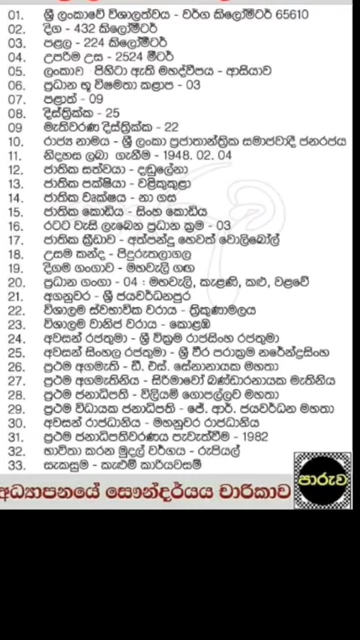 01. ශ්‍රී ලංකාවේ විශාලත්වය - වර්ග කිලෝමීටර් 65610
02. දිග - 432 කිලෝමීටර්
03. පළල - 224 කිලෝමීටර්
04. උපරිම උස - 2524 මීටර්
05. ලංකාව පිහිටා ඇති මහද්වීපය - ආසියාව
06. ප්‍රධාන භූ විෂමතා කළාප - 03
07. පළාත් - 09
08. දිස්ත්‍රික්ක - 25
09 මැතිවරණ දිස්ත්‍රික්ක - 22
10. රාජ්‍ය නාමය - ශ්‍රී ලංකා ප්‍රජාතාන්ත්‍රික සමාජවාදී ජනරජය
11. නිදහස ලබා ගැනීම - 1948. 02. 04
12. ජාතික සත්වයා - දඬුලේනා
13. ජාතික පක්ෂියා - වළිකුකුළා
14. ජාතික වෘක්ෂය - නා ගස
15. ජාතික කොඩිය - සිංහ කොඩිය
16. රටට වැසි ලැබෙන ප්‍රධාන ක්‍රම - 03
17. ජාතික ක්‍රීඩාව - අත්පන්දු හෙවත් වොලිබෝල්
18. උසම කන්ද - පිදුරුතලාගල
19. දිගම ගංගාව - මහවැලි ගඟ
20. ප්‍රධාන ගංගා - 04 : මහවැලි, කැළණි, කළු, වළවේ
21. අගනුවර - ශ්‍රී ජයවර්ධනපුර
22. විශාලම ස්වභාවික වරාය - ත්‍රිකුණාමලය
23. විශාලම වානිජ වරාය - කොළඹ
24. අවසන් රජතුමා - ශ්‍රී වික්‍රම රාජසිංහ රජතුමා
25. අවසන් සිංහල රජතුමා - ශ්‍රී වීර පරාක්‍රම නරේන්ද්‍රසිංහ
26. ප්‍රථම අගමැති - ඩී. එස්. සේනානායක මහතා
27. ප්‍රථම අගමැතිනිය - සිරිමාවෝ බණ්ඩාරනායක මැතිනිය
28. ප්‍රථම ජනාධිපති - විලියම් ගොපල්ලව මහතා
29. ප්‍රථම විධායක ජනාධිපති - ජේ. ආර්. ජයවර්ධන මහතා
30. අවසන් රාජධානිය - මහනුවර රාජධානිය
31. ප්‍රථම ජනාධිපතිවරණය පැවැත්වීම - 1982
32. භාවිතා කරන මුදල් වර්ගය - රුපියල්
33. සැකසුම - කැළුම් කාරියවසම්
අධ්‍යාපනයේ සෞන්දර්යය චාරිකාව
පාරුව